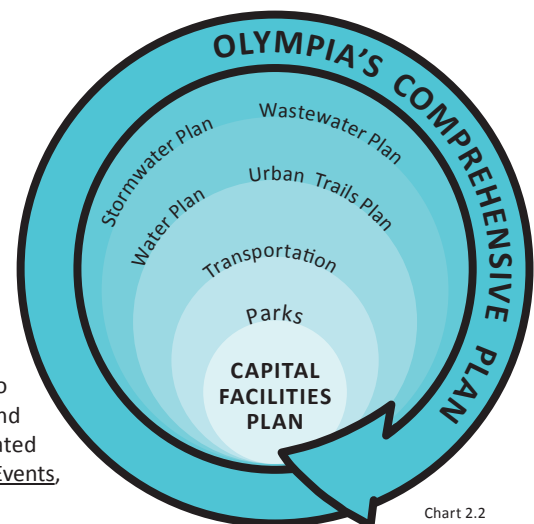 OLYMPIA’S COMPREHENSIVE PLAN
Stormwater Plan
Wastewater Plan
Water Plan
Urban Trails Plan
Transportation
Parks
CAPITAL
FACILITIES
PLAN
Events,
Chart 2.2